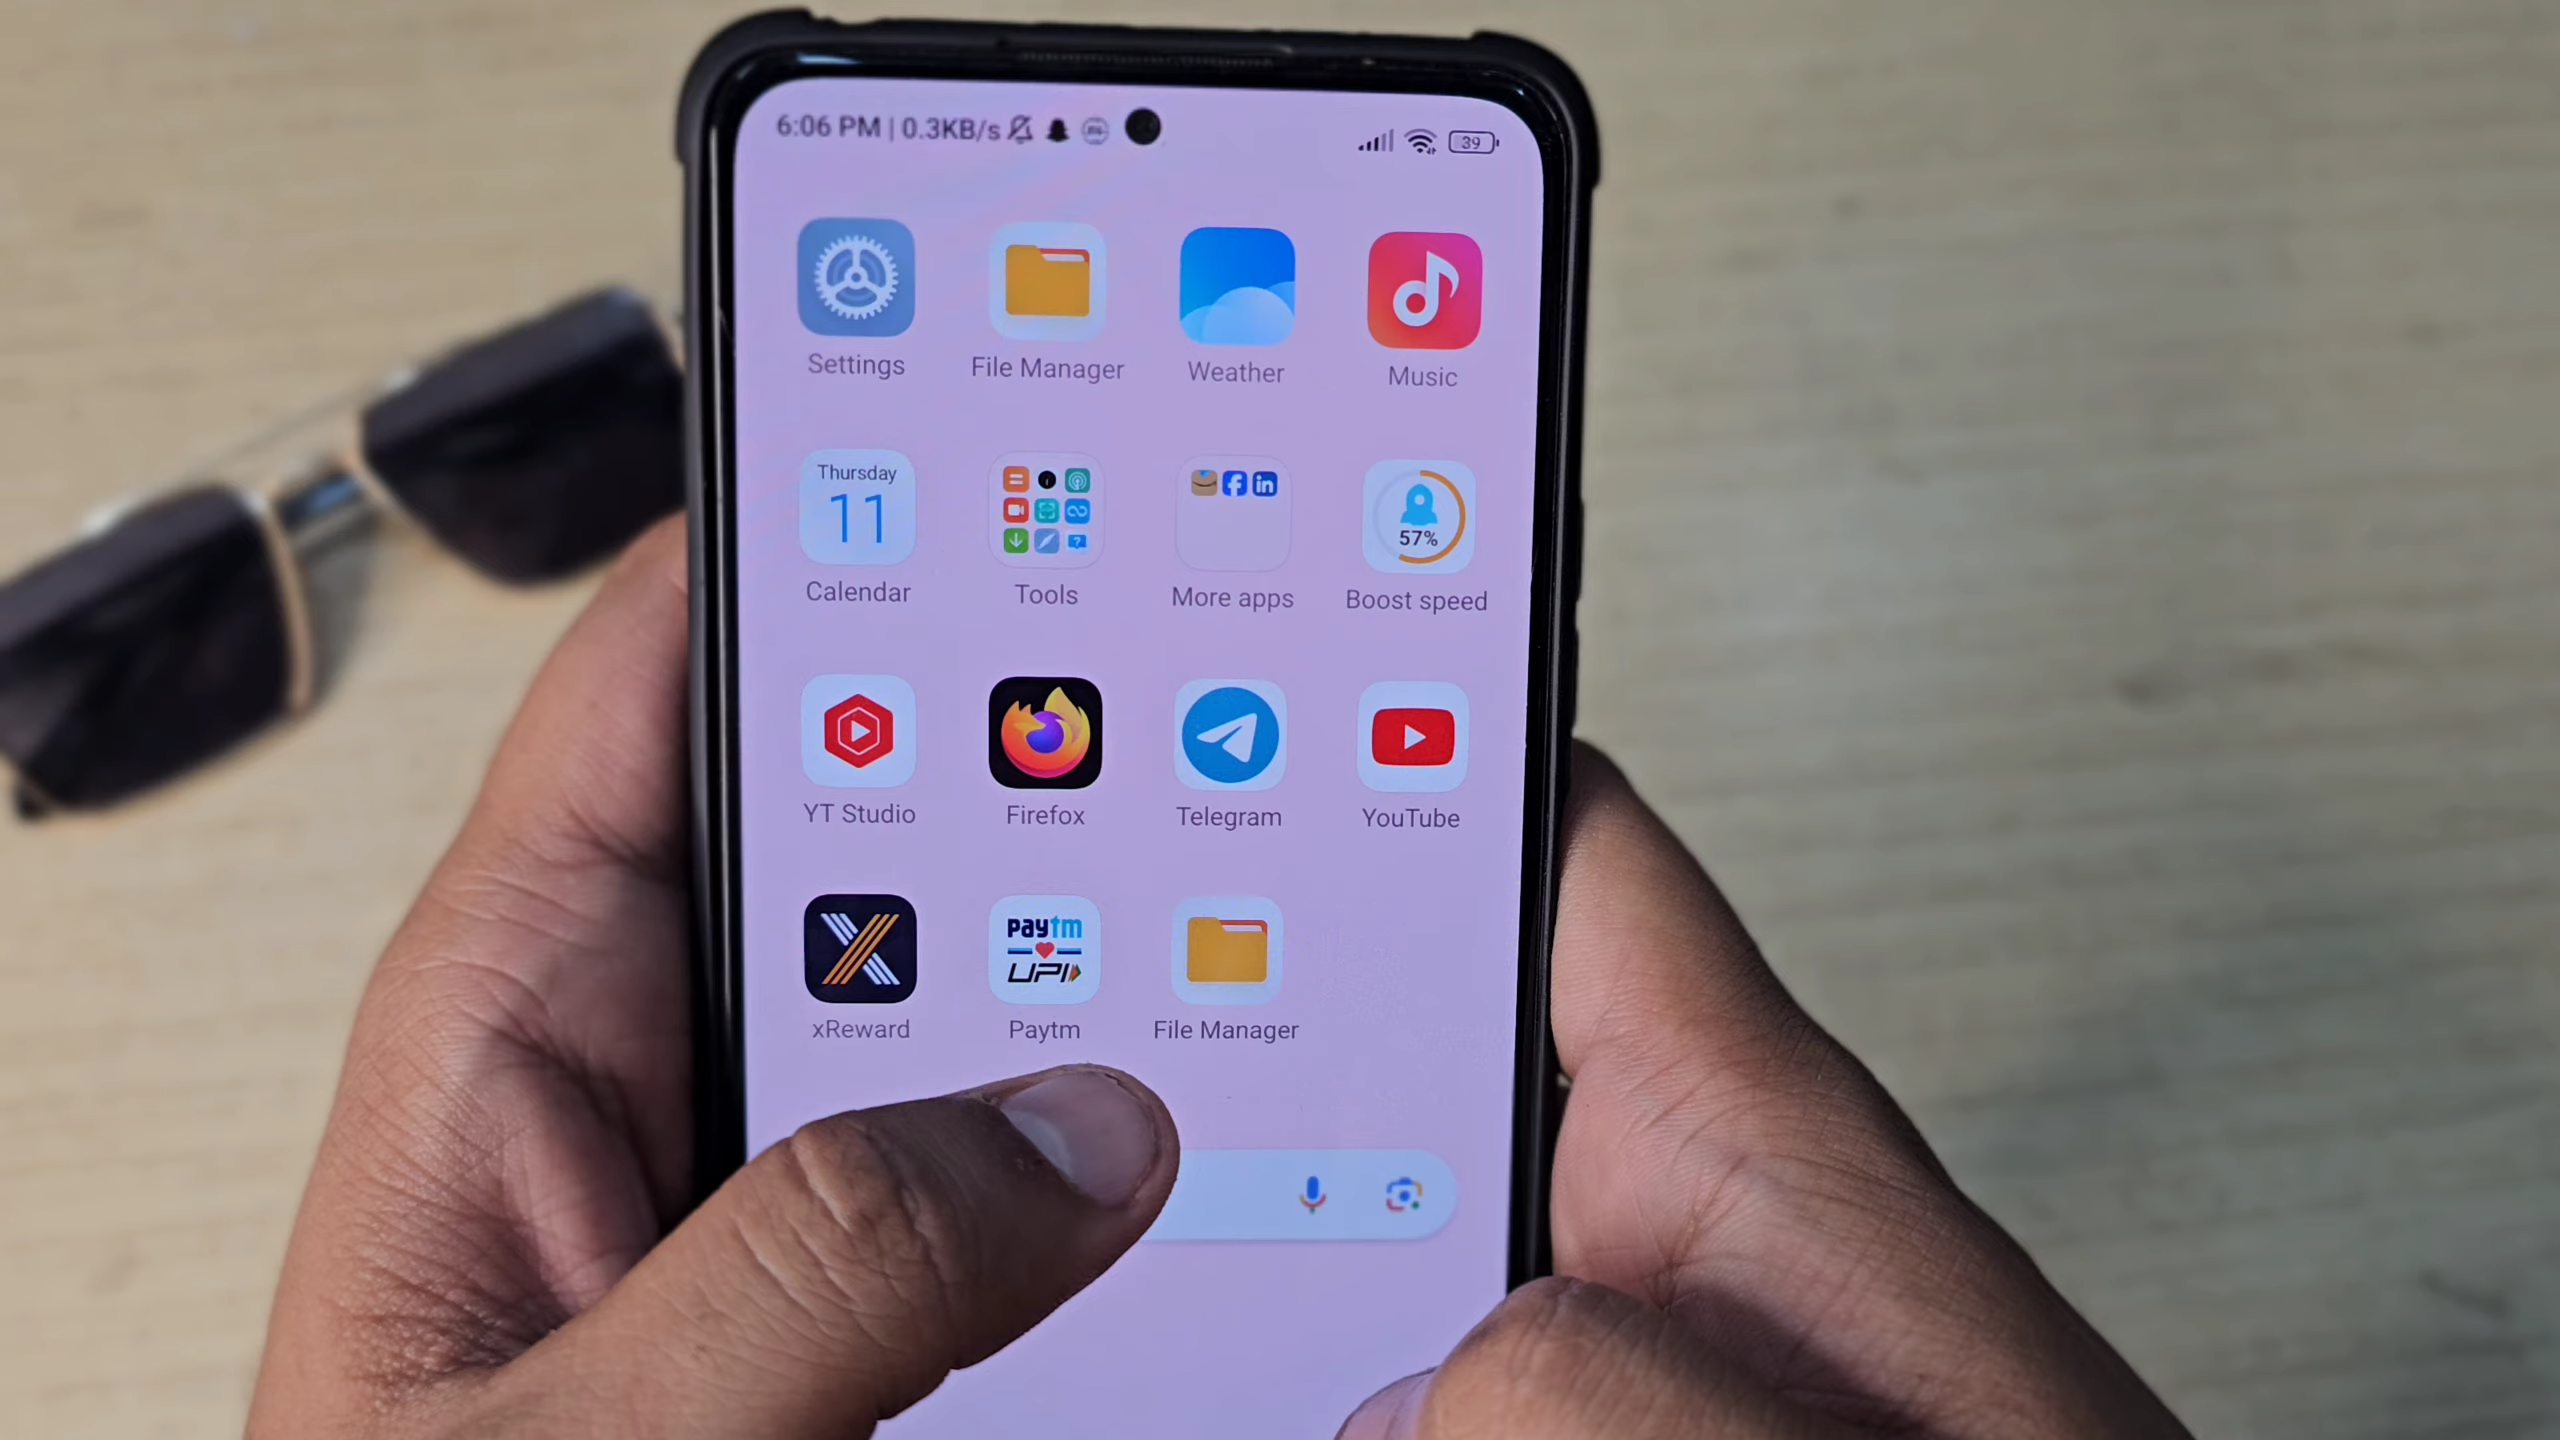 6:06 PM | 0.3KB/s
39
Settings
File Manager
Weather
Music
Thursday
11
57%
Calendar
Tools
More apps
Boost speed
YT Studio
Firefox
Telegram
YouTube
paytm
UPI
xReward
Paytm
File Manager